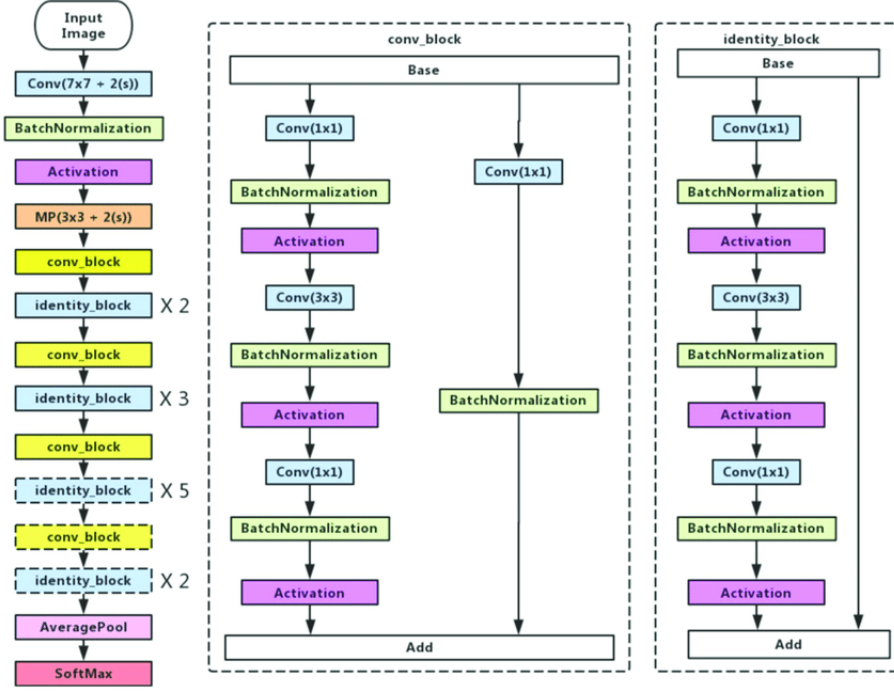 Input
Image
Conv(7x7 + 2(s))
BatchNormalization
Activation
MP(3x3 + 2(s))
conv_block
identity_block X 2
conv_block
identity_block X 3
conv_block
identity_block X 5
conv_block
identity_block X 2
AveragePool
SoftMax
conv_block
Base
Conv(1x1)
BatchNormalization
Activation
Conv(3x3)
BatchNormalization
Activation
Conv(1x1)
BatchNormalization
Activation
Conv(1x1)
BatchNormalization
Add
identity_block
Base
Conv(1x1)
BatchNormalization
Activation
Conv(3x3)
BatchNormalization
Activation
Conv(1x1)
BatchNormalization
Activation
Add